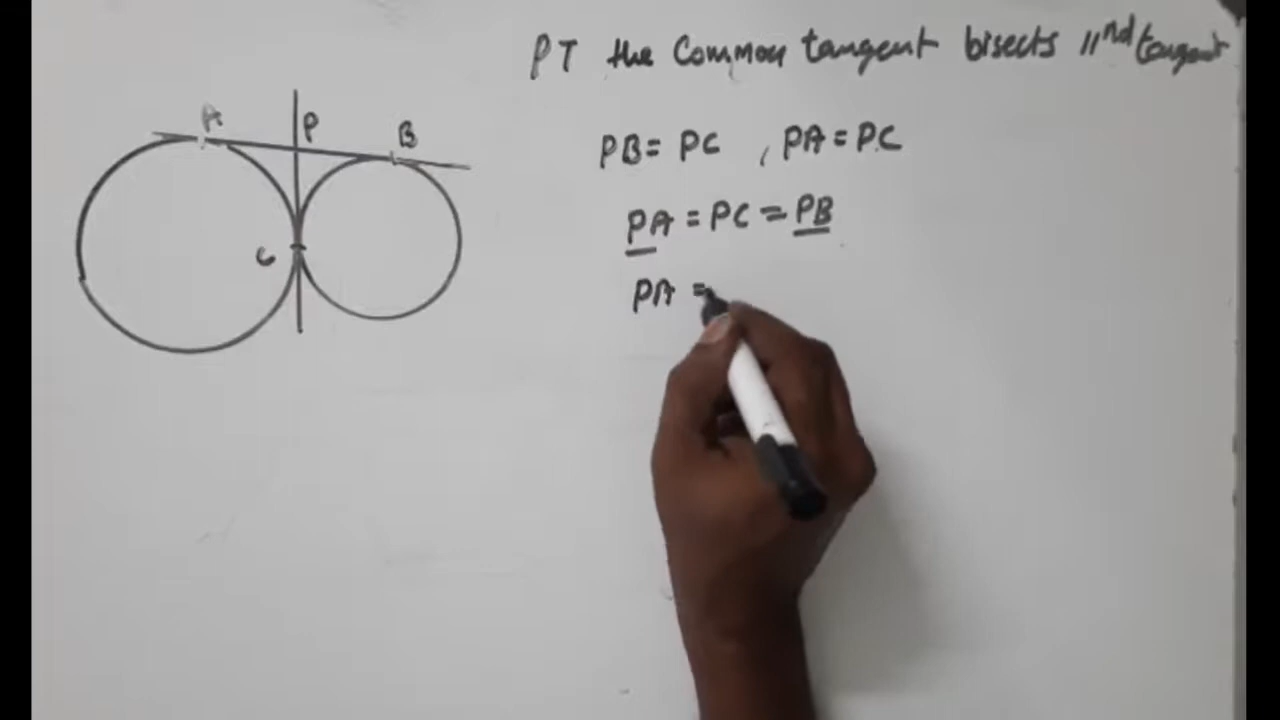 PT the Common tangent bisects IInd tangent
A
P
B
C
PB = PC , PA = PC
PA = PC = PB
PA =